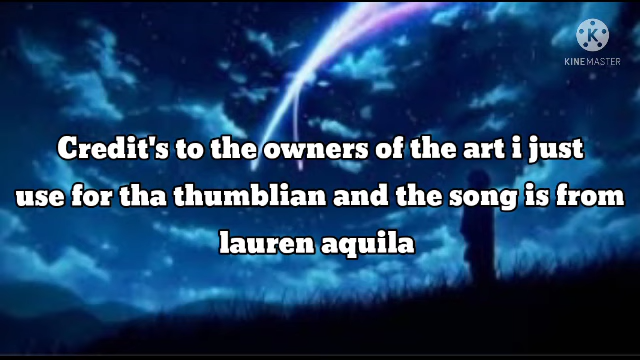 KINEMASTER
Credit's to the owners of the art i just
use for tha thumblian and the song is from
lauren aquila